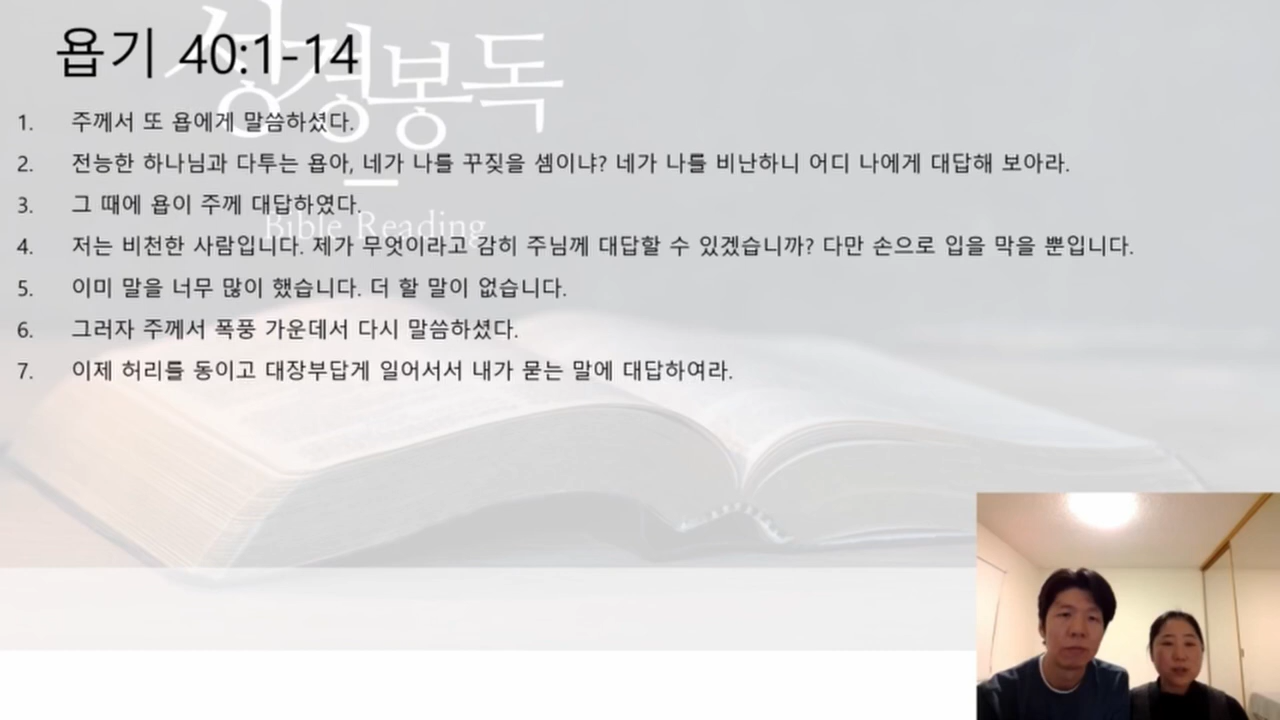 욥기 40:1-14
성경봉독
Bible Reading
1. 주께서 또 욥에게 말씀하셨다.
2. 전능한 하나님과 다투는 욥아, 네가 나를 꾸짖을 셈이냐? 네가 나를 비난하니 어디 나에게 대답해 보아라.
3. 그 때에 욥이 주께 대답하였다.
4. 저는 비천한 사람입니다. 제가 무엇이라고 감히 주님께 대답할 수 있겠습니까? 다만 손으로 입을 막을 뿐입니다.
5. 이미 말을 너무 많이 했습니다. 더 할 말이 없습니다.
6. 그러자 주께서 폭풍 가운데서 다시 말씀하셨다.
7. 이제 허리를 동이고 대장부답게 일어서서 내가 묻는 말에 대답하여라.